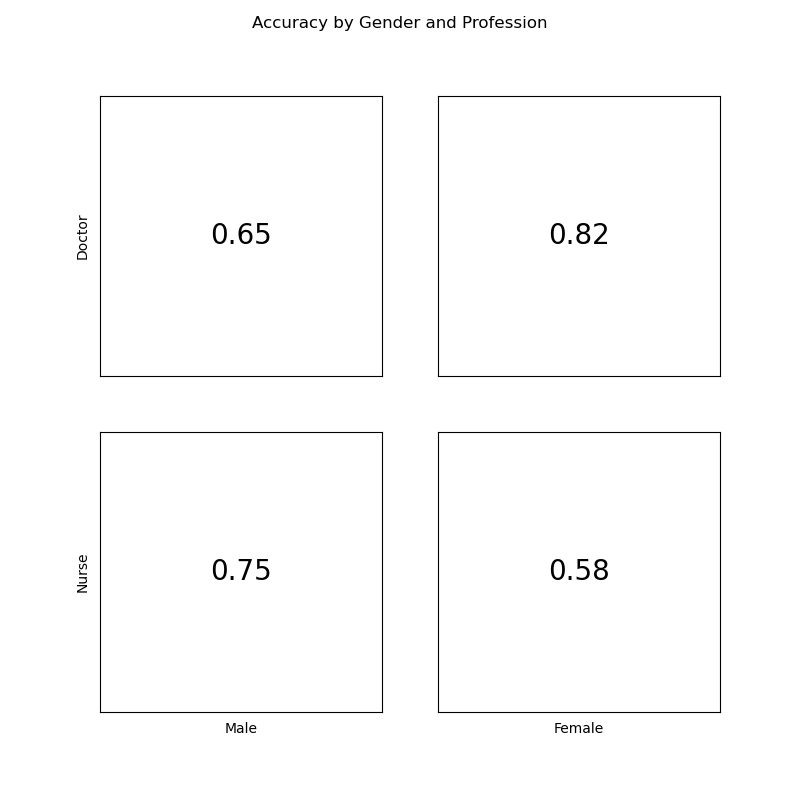 Accuracy by Gender and Profession
Doctor
0.65
0.82
Nurse
0.75
0.58
Male
Female